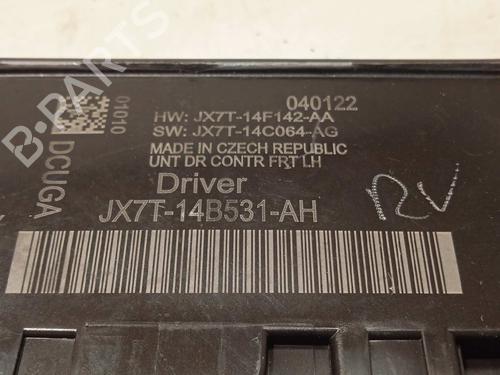 040122
HW: JX7T-14F142-AA
SW: JX7T-14C064-AG
MADE IN CZECH REPUBLIC
UNT DR CONTR FRT LH
Driver
JX7T-14B531-AH
01010
DCUGA
RV
B-PARTS